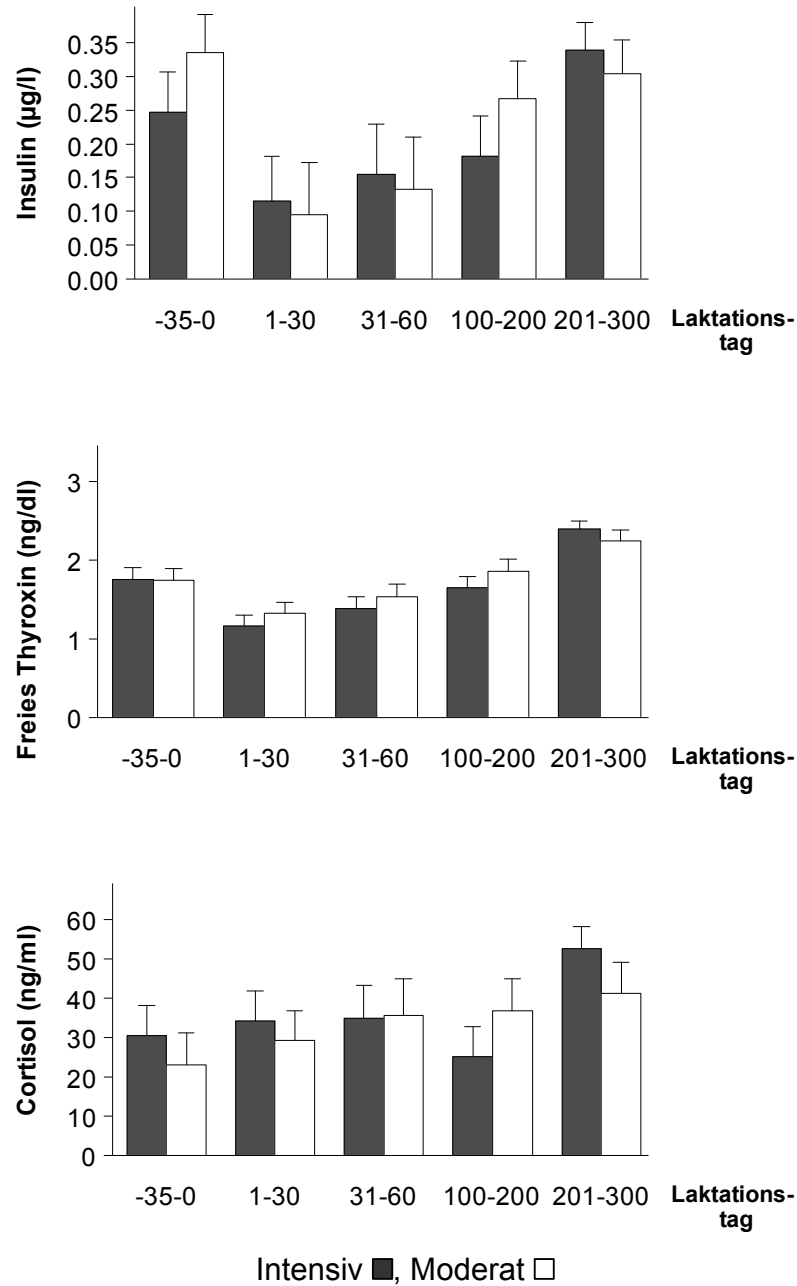 Insulin (µg/l)
0.35
0.30
0.25
0.20
0.15
0.10
0.05
0.00
-35-0 1-30 31-60 100-200 201-300 Laktations-
tag
Freies Thyroxin (ng/dl)
3
2
1
0
-35-0 1-30 31-60 100-200 201-300 Laktations-
tag
Cortisol (ng/ml)
60
50
40
30
20
10
0
-35-0 1-30 31-60 100-200 201-300 Laktations-
tag
Intensiv ■, Moderat □